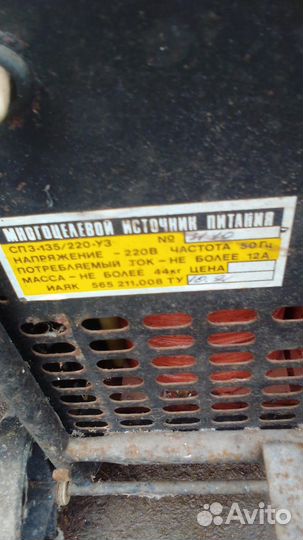 МНОГОЦЕЛЕВОЙ ИСТОЧНИК ПИТАНИЯ
СПЗ-135/220-УЗ №
НАПРЯЖЕНИЕ - 220В ЧАСТОТА 50ГЦ
ПОТРЕБЛЯЕМЫЙ ТОК - НЕ БОЛЕЕ 12А
МАССА - НЕ БОЛЕЕ 44кг ЦЕНА
ИАЯК 565 211.008 ТУ
Avito